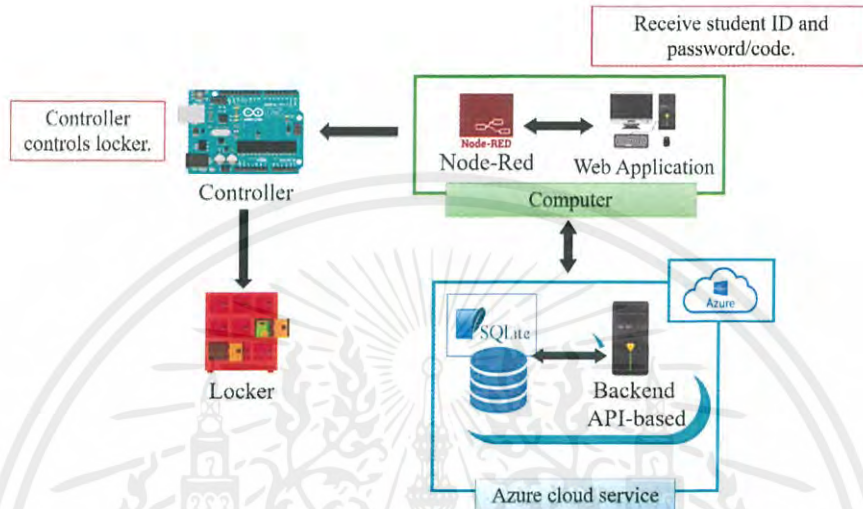 Receive student ID and
password/code.
Controller
controls locker.
Controller
Node-RED
Node-Red
Web Application
Computer
Locker
Azure
SQLite
Backend
API-based
Azure cloud service